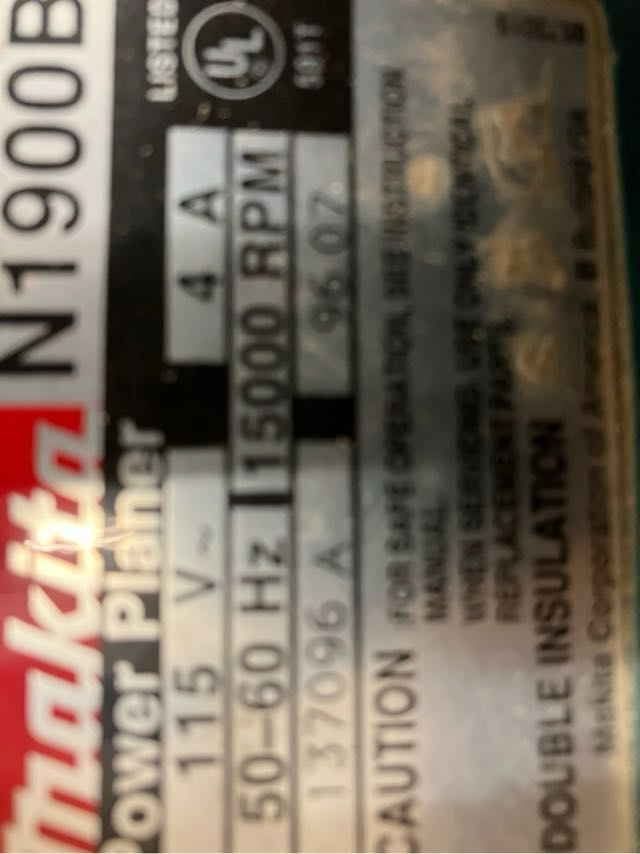 makita N1900B
Power Planer
LISTED UL 591T
115 V~ 4 A
50–60 Hz 15000 RPM
137096 A 96.07
CAUTION FOR SAFE OPERATION, SEE INSTRUCTION
MANUAL.
WHEN SERVICING, USE ONLY IDENTICAL
REPLACEMENT PARTS.
DOUBLE INSULATION
Makita Corporation of America